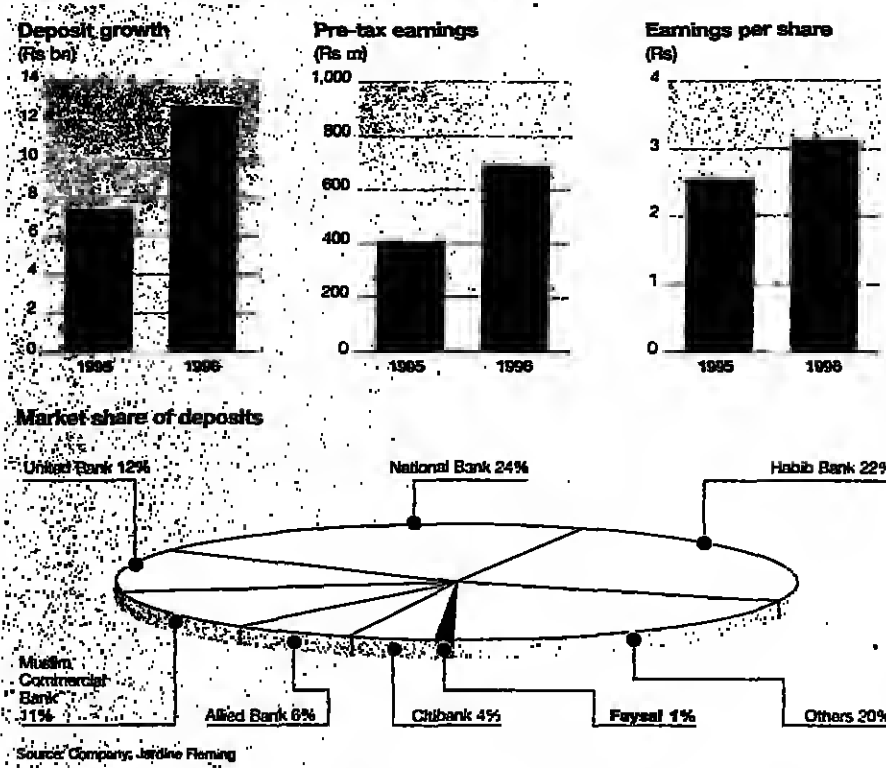 Deposit growth
(Rs bn)
14
12
10
8
6
4
2
0
1995 1996
Pre-tax earnings
(Rs m)
1,000
800
600
400
200
0
1995 1996
Earnings per share
(Rs)
4
3
2
1
0
1995 1996
Market share of deposits
United Bank 12%
National Bank 24%
Habib Bank 22%
Muslim
Commercial
Bank
11%
Allied Bank 6%
Citibank 4%
Faysal 1%
Others 20%
Source: Company; Jardine Fleming